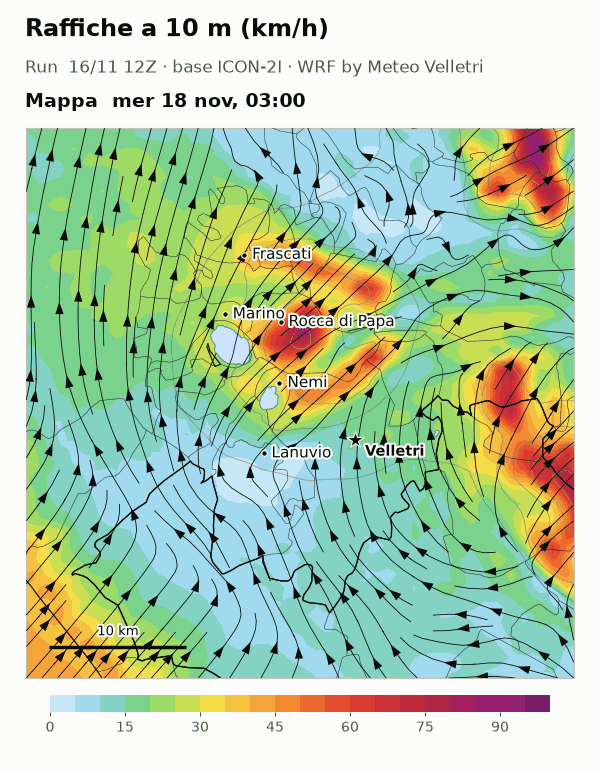 Raffiche a 10 m (km/h)
Run  16/11 12Z · base ICON-2I · WRF by Meteo Velletri
Mappa  mer 18 nov, 03:00
Frascati
Marino
Rocca di Papa
Nemi
Lanuvio
Velletri
10 km
0 15 30 45 60 75 90